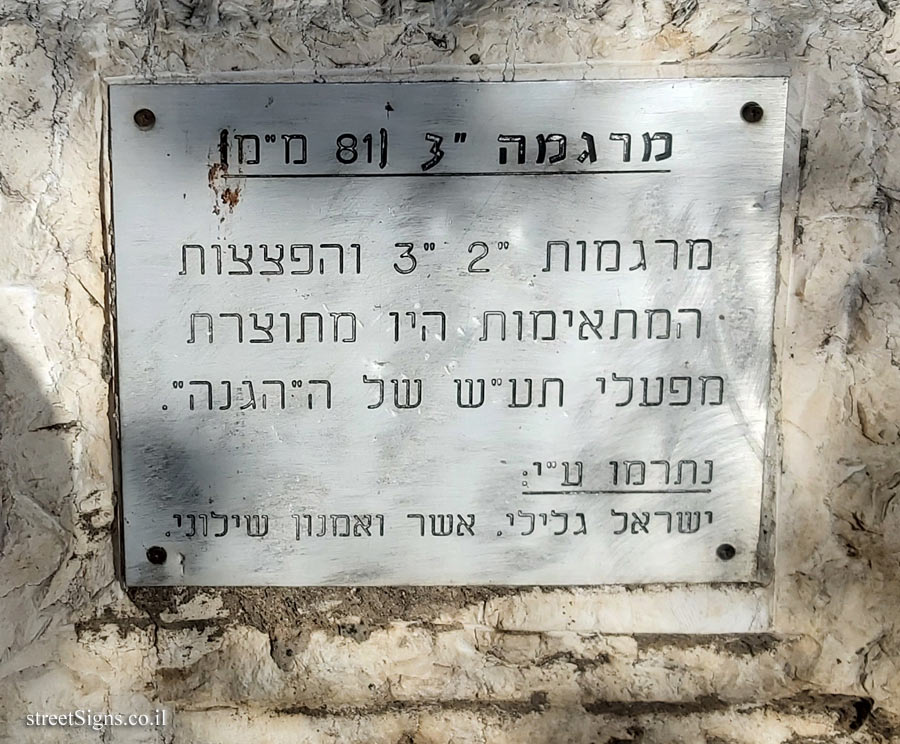 מרגמה "3 (81 מ"מ)
מרגמות "2 "3 והפצצות
המתאימות היו מתוצרת
מפעלי תע"ש של ה"הגנה".
נתרמו ע"י:
ישראל גלילי. אשר ואמנון שילוני.
streetSigns.co.il